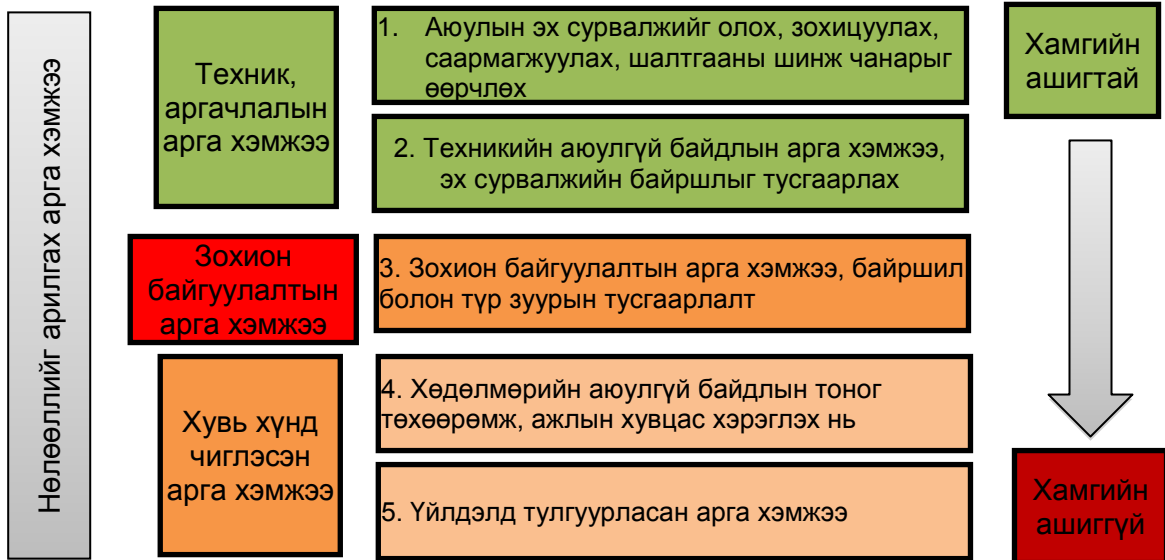 Нөлөөллийг арилгах арга хэмжээ
Техник,
аргачлалын
арга хэмжээ
1. Аюулын эх сурвалжийг олох, зохицуулах,
саармагжуулах, шалтгааны шинж чанарыг
өөрчлөх
2. Техникийн аюулгүй байдлын арга хэмжээ,
эх сурвалжийн байршлыг тусгаарлах
Хамгийн
ашигтай
Зохион
байгуулалтын
арга хэмжээ
3. Зохион байгуулалтын арга хэмжээ, байршил
болон түр зуурын тусгаарлалт
Хувь хүнд
чиглэсэн
арга хэмжээ
4. Хөдөлмөрийн аюулгүй байдлын тоног
төхөөрөмж, ажлын хувцас хэрэглэх нь
5. Үйлдэлд тулгуурласан арга хэмжээ
Хамгийн
ашиггүй